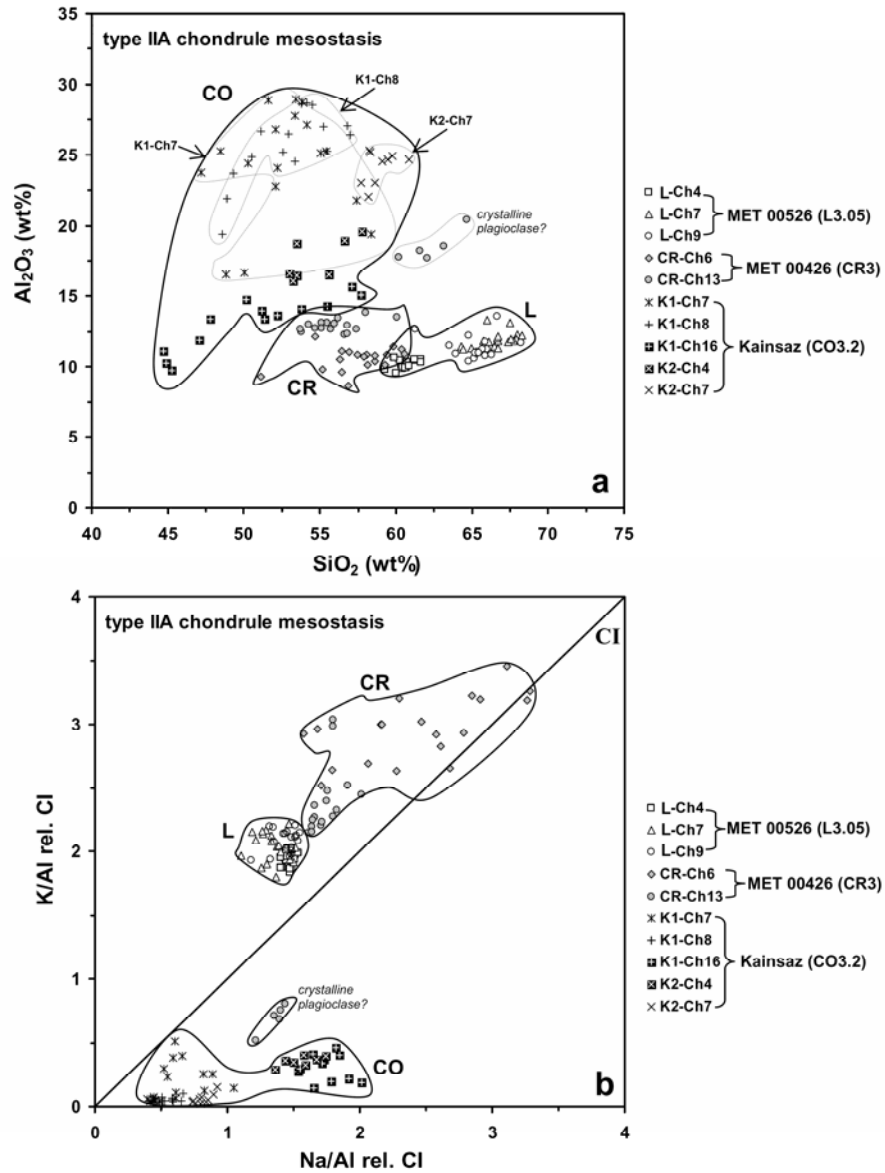 type IIA chondrule mesostasis
35
30
25
20
15
10
5
0
Al2O3 (wt%)
CO
K1-Ch8
K1-Ch7
K2-Ch7
crystalline
plagioclase?
L
CR
a
40 45 50 55 60 65 70 75
SiO2 (wt%)
L-Ch4
L-Ch7
L-Ch9
MET 00526 (L3.05)
CR-Ch6
CR-Ch13
MET 00426 (CR3)
K1-Ch7
K1-Ch8
K1-Ch16
K2-Ch4
K2-Ch7
Kainsaz (CO3.2)
type IIA chondrule mesostasis
4
3
2
1
0
K/Al rel. CI
CI
CR
L
crystalline
plagioclase?
CO
b
0 1 2 3 4
Na/Al rel. CI
L-Ch4
L-Ch7
L-Ch9
MET 00526 (L3.05)
CR-Ch6
CR-Ch13
MET 00426 (CR3)
K1-Ch7
K1-Ch8
K1-Ch16
K2-Ch4
K2-Ch7
Kainsaz (CO3.2)